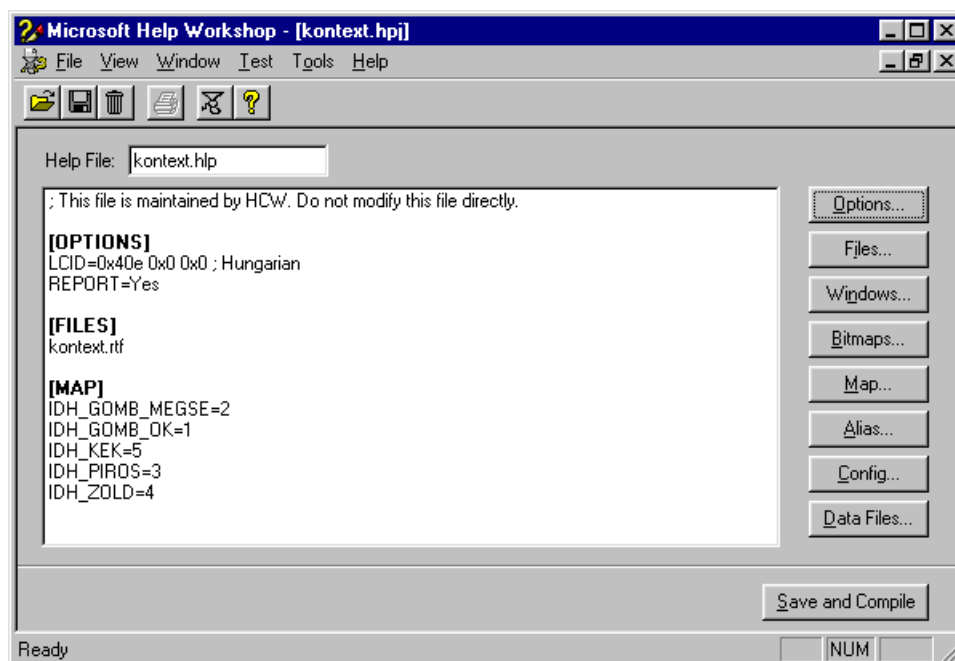 Microsoft Help Workshop - [kontext.hpj]
File View Window Test Tools Help
Help File: kontext.hlp
; This file is maintained by HCW. Do not modify this file directly.
[OPTIONS]
LCID=0x40e 0x0 0x0 ; Hungarian
REPORT=Yes
[FILES]
kontext.rtf
[MAP]
IDH_GOMB_MEGSE=2
IDH_GOMB_OK=1
IDH_KEK=5
IDH_PIROS=3
IDH_ZOLD=4
Options...
Files...
Windows...
Bitmaps...
Map...
Alias...
Config...
Data Files...
Save and Compile
Ready NUM